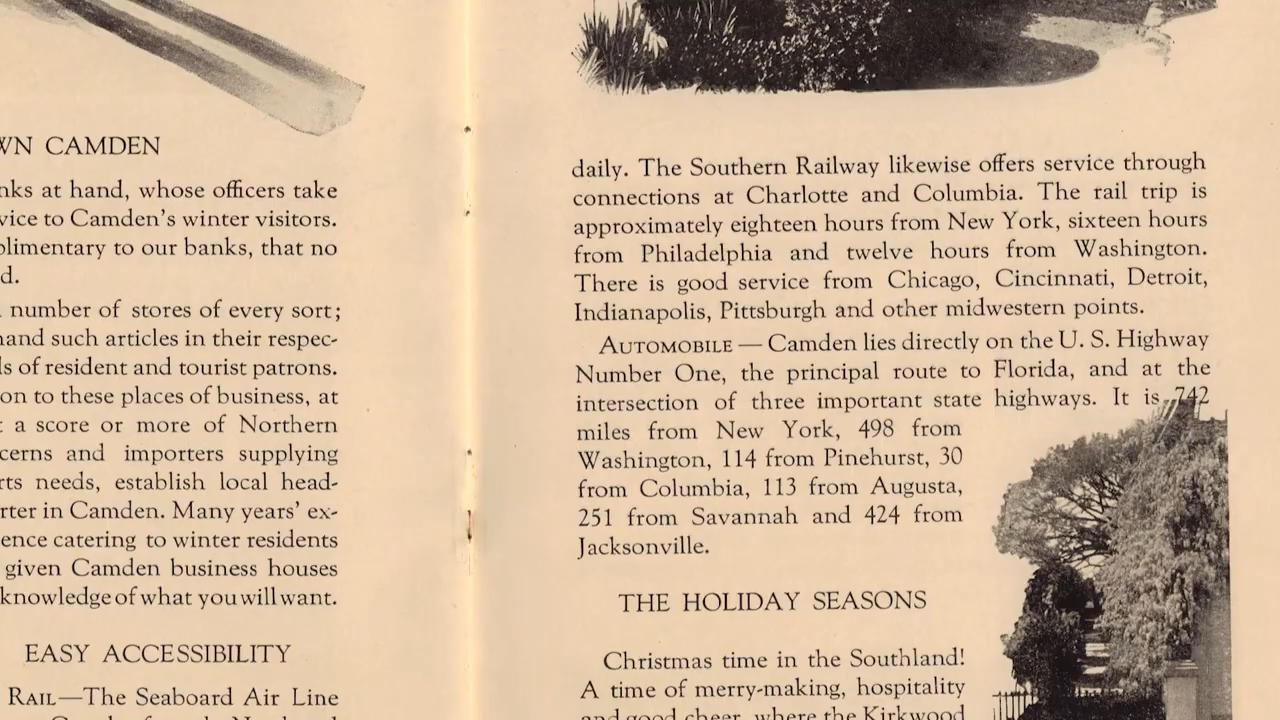 WN CAMDEN
nks at hand, whose officers take
vice to Camden's winter visitors.
plimentary to our banks, that no
d.
number of stores of every sort;
hand such articles in their respec-
ls of resident and tourist patrons.
on to these places of business, at
t a score or more of Northern
cerns and importers supplying
rts needs, establish local head-
rter in Camden. Many years' ex-
ence catering to winter residents
given Camden business houses
knowledge of what you will want.
EASY ACCESSIBILITY
RAIL—The Seaboard Air Line
daily. The Southern Railway likewise offers service through
connections at Charlotte and Columbia. The rail trip is
approximately eighteen hours from New York, sixteen hours
from Philadelphia and twelve hours from Washington.
There is good service from Chicago, Cincinnati, Detroit,
Indianapolis, Pittsburgh and other midwestern points.
AUTOMOBILE — Camden lies directly on the U. S. Highway
Number One, the principal route to Florida, and at the
intersection of three important state highways. It is 742
miles from New York, 498 from
Washington, 114 from Pinehurst, 30
from Columbia, 113 from Augusta,
251 from Savannah and 424 from
Jacksonville.
THE HOLIDAY SEASONS
Christmas time in the Southland!
A time of merry-making, hospitality
and good cheer, where the Kirkwood